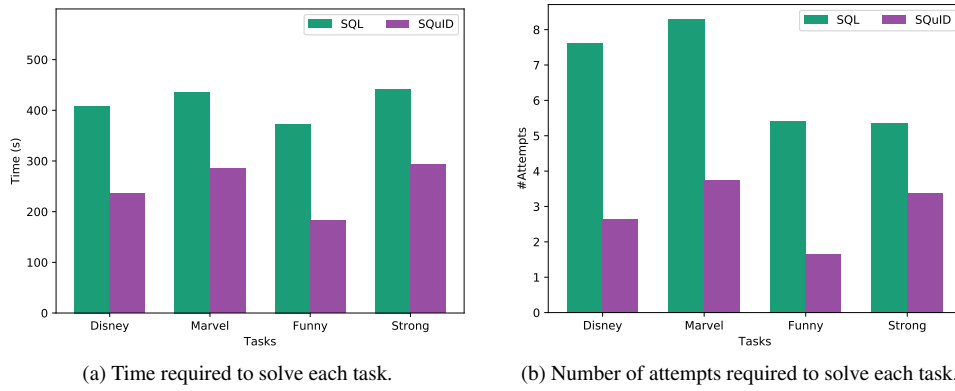 SQL SQuID
500
400
300
200
100
0
Time (s)
Disney Marvel Funny Strong
Tasks
(a) Time required to solve each task.
SQL SQuID
8
7
6
5
4
3
2
1
0
#Attempts
Disney Marvel Funny Strong
Tasks
(b) Number of attempts required to solve each task.